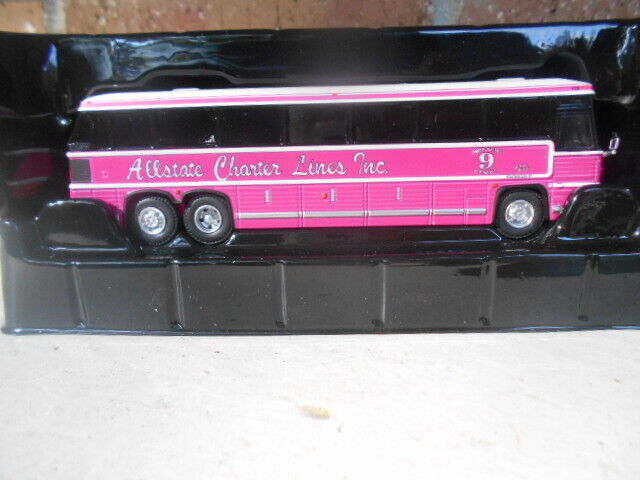 Allstate Charter Lines Inc.
9